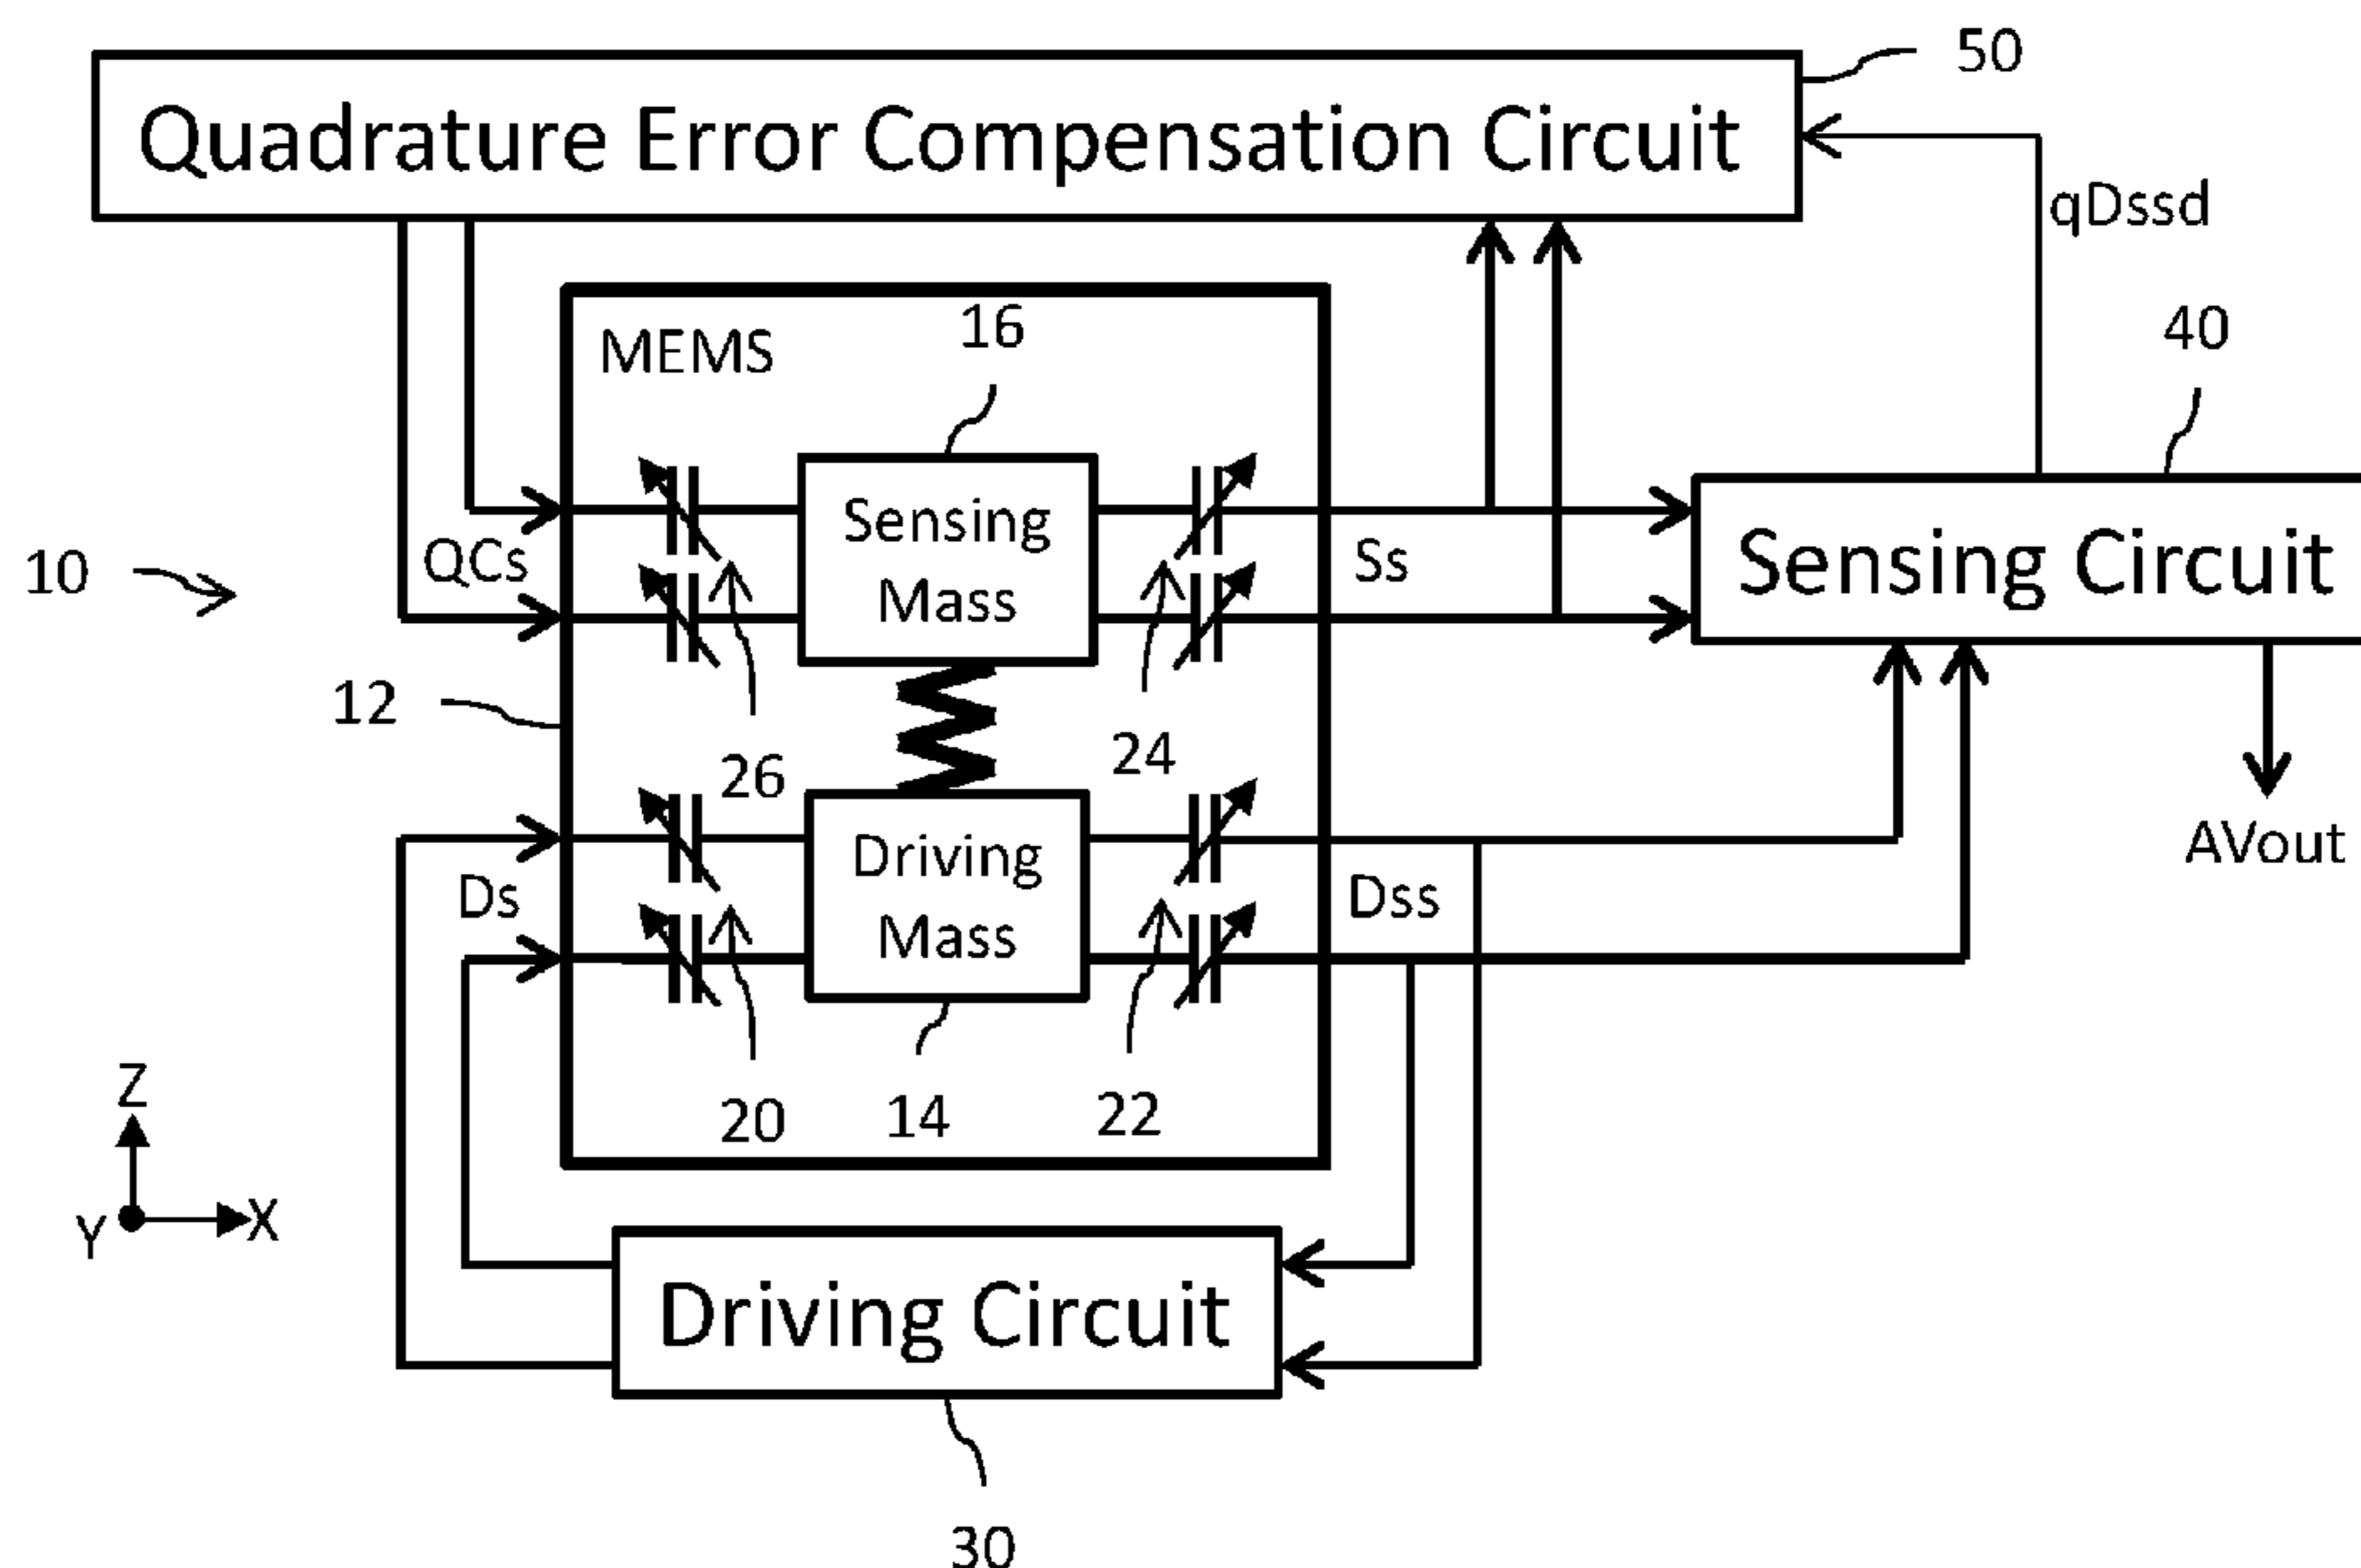 50
Quadrature Error Compensation Circuit
qDssd
MEMS
16
40
Sensing
Mass
QCs
Ss
Sensing Circuit
10
12
26
24
AVout
Driving
Mass
Ds
Dss
20
14
22
Z
Y
X
Driving Circuit
30